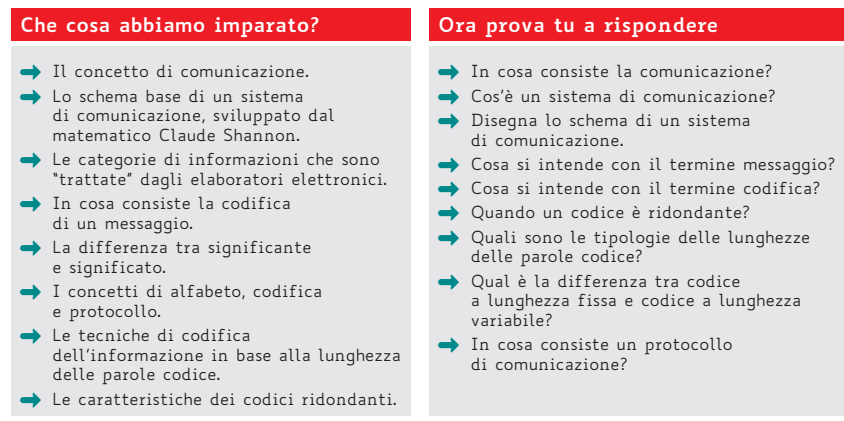 Che cosa abbiamo imparato?
Il concetto di comunicazione.
Lo schema base di un sistema
di comunicazione, sviluppato dal
matematico Claude Shannon.
Le categorie di informazioni che sono
“trattate” dagli elaboratori elettronici.
In cosa consiste la codifica
di un messaggio.
La differenza tra significante
e significato.
I concetti di alfabeto, codifica
e protocollo.
Le tecniche di codifica
dell'informazione in base alla lunghezza
delle parole codice.
Le caratteristiche dei codici ridondanti.
Ora prova tu a rispondere
In cosa consiste la comunicazione?
Cos'è un sistema di comunicazione?
Disegna lo schema di un sistema
di comunicazione.
Cosa si intende con il termine messaggio?
Cosa si intende con il termine codifica?
Quando un codice è ridondante?
Quali sono le tipologie delle lunghezze
delle parole codice?
Qual è la differenza tra codice
a lunghezza fissa e codice a lunghezza
variabile?
In cosa consiste un protocollo
di comunicazione?